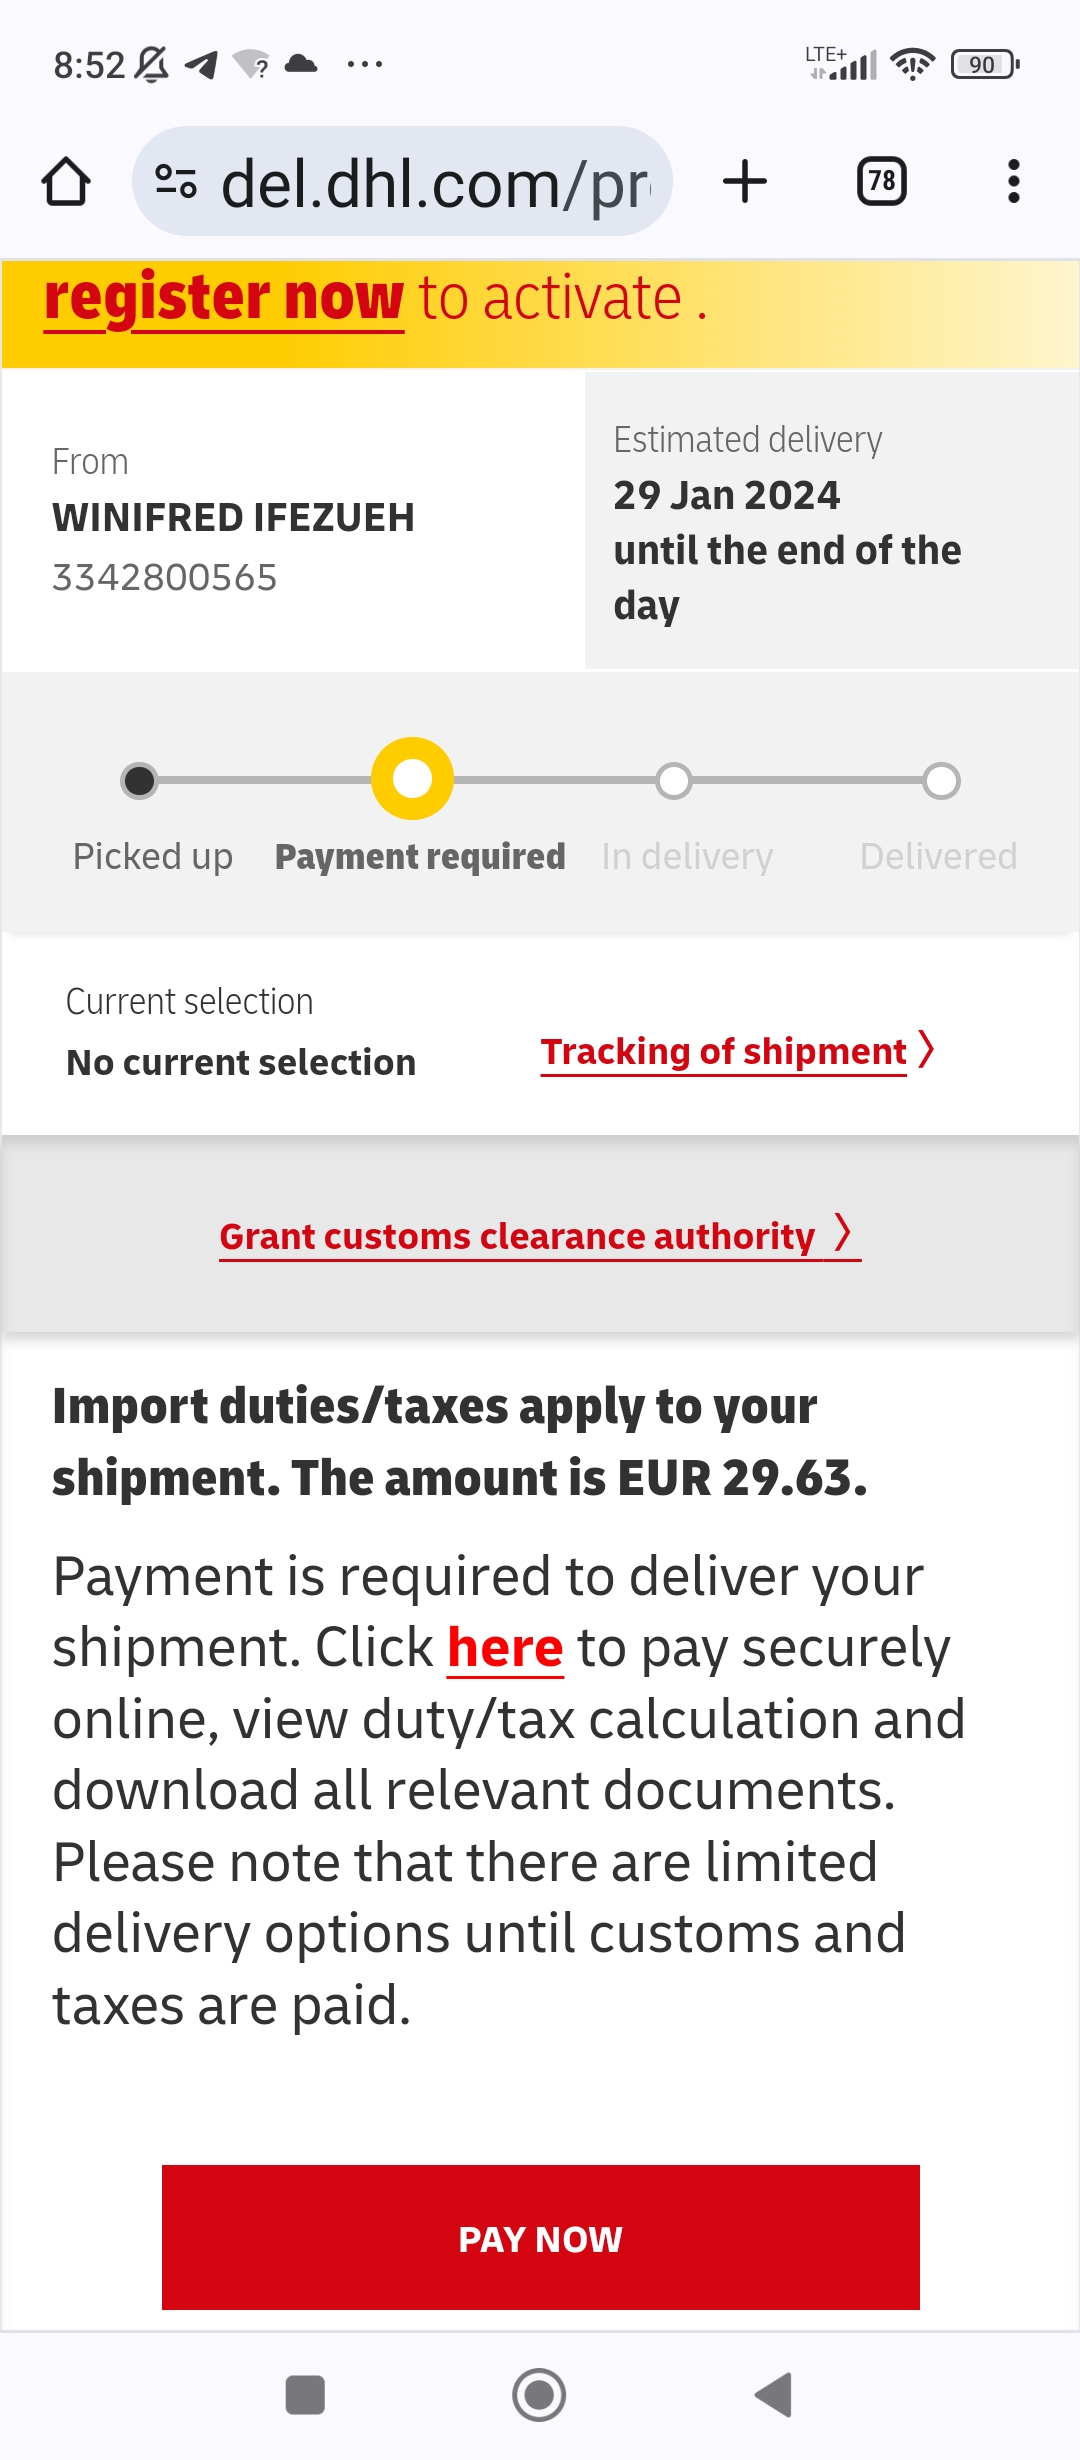 8:52
LTE+
90
del.dhl.com/pr
78
register now to activate .
From
WINIFRED IFEZUEH
3342800565
Estimated delivery
29 Jan 2024
until the end of the
day
Picked up
Payment required
In delivery
Delivered
Current selection
No current selection
Tracking of shipment
Grant customs clearance authority
Import duties/taxes apply to your
shipment. The amount is EUR 29.63.
Payment is required to deliver your
shipment. Click here to pay securely
online, view duty/tax calculation and
download all relevant documents.
Please note that there are limited
delivery options until customs and
taxes are paid.
PAY NOW